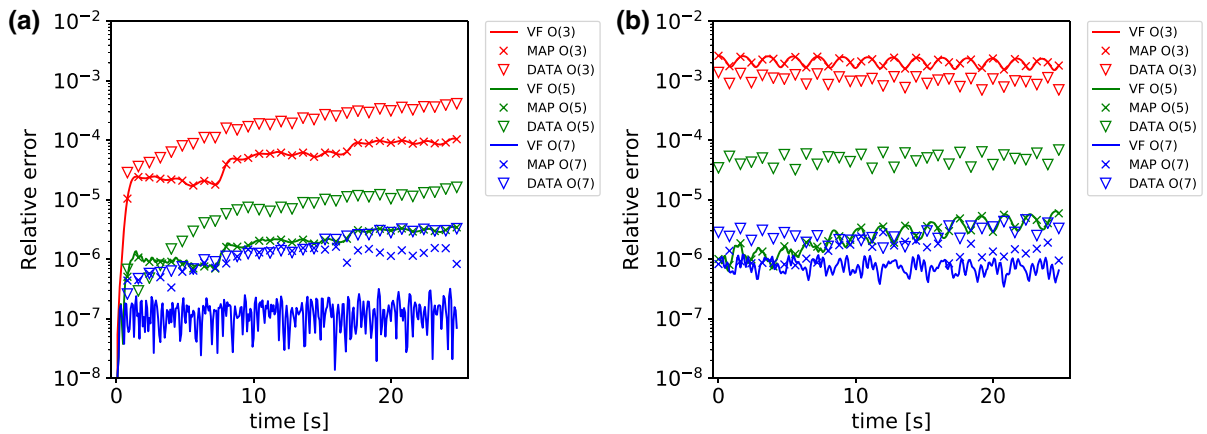 (a)
10⁻²
10⁻³
10⁻⁴
10⁻⁵
10⁻⁶
10⁻⁷
10⁻⁸
Relative error
0 10 20
time [s]
VF O(3)
MAP O(3)
DATA O(3)
VF O(5)
MAP O(5)
DATA O(5)
VF O(7)
MAP O(7)
DATA O(7)
(b)
10⁻²
10⁻³
10⁻⁴
10⁻⁵
10⁻⁶
10⁻⁷
10⁻⁸
Relative error
0 10 20
time [s]
VF O(3)
MAP O(3)
DATA O(3)
VF O(5)
MAP O(5)
DATA O(5)
VF O(7)
MAP O(7)
DATA O(7)